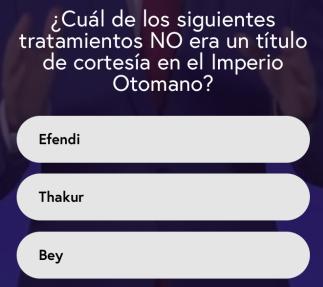 ¿Cuál de los siguientes
tratamientos NO era un título
de cortesía en el Imperio
Otomano?
Efendi
Thakur
Bey